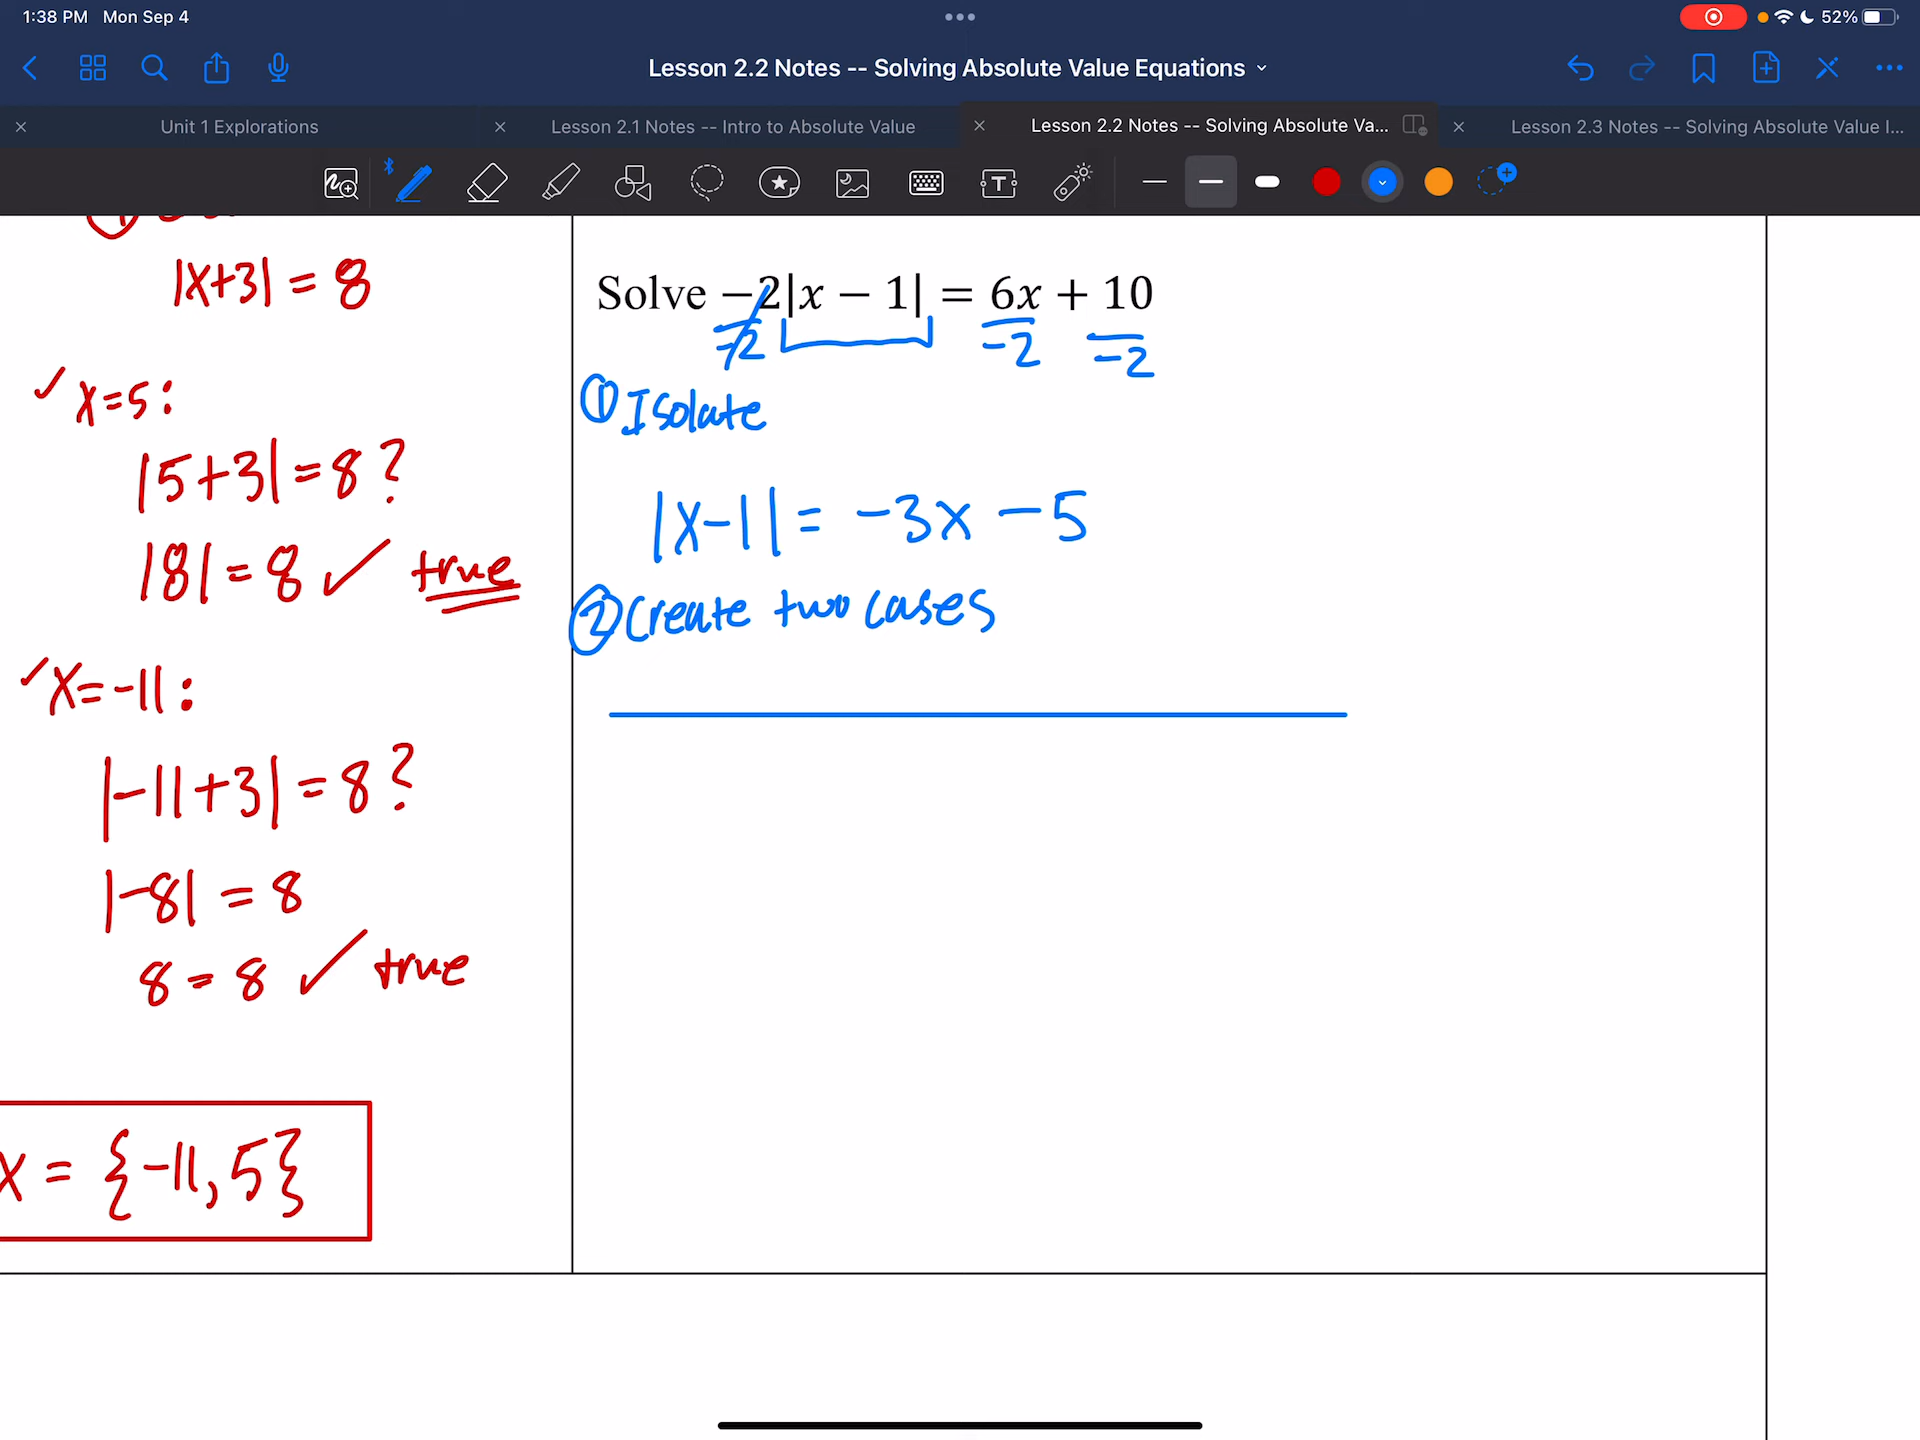 1:38 PM Mon Sep 4
52%
Lesson 2.2 Notes -- Solving Absolute Value Equations
Unit 1 Explorations
Lesson 2.1 Notes -- Intro to Absolute Value
Lesson 2.2 Notes -- Solving Absolute Va...
Lesson 2.3 Notes -- Solving Absolute Value I...
T
|x+3| = 8
✓ x=5:
|5+3| = 8 ?
|8| = 8 ✓ true
✓ x=-11:
|-11+3| = 8 ?
|-8| = 8
8 = 8 ✓ true
x = {-11, 5}
Solve −2|x − 1| = 6x + 10
-2 -2 -2
① Isolate
|x-1| = -3x - 5
② Create two cases